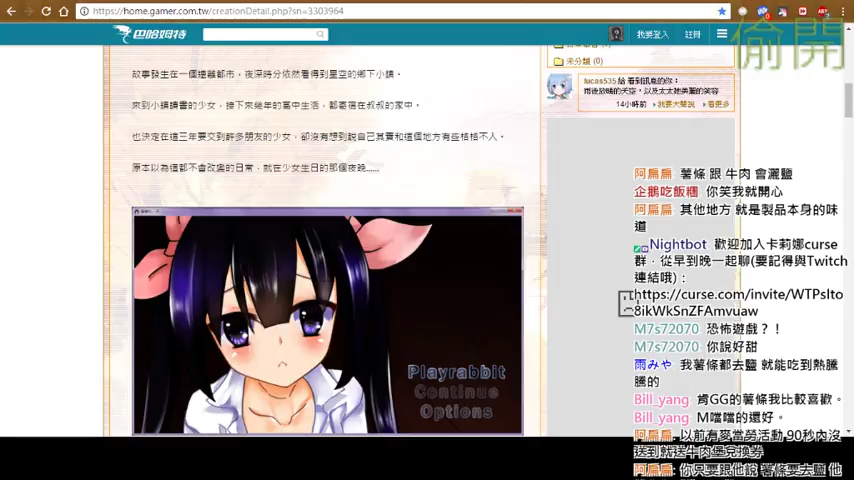 https://home.gamer.com.tw/creationDetail.php?sn=3303964
巴哈姆特
我要登入
註冊
偷開
未分類 (0)
lucas535 給 看到訊息的你：
雨後放晴的天空，以及太太她美麗的笑容
14小時前
我要大聲說
看更多
故事發生在一個遠離都市，夜深時分依然看得到星空的鄉下小鎮。
來到小鎮讀書的少女，接下來幾年的高中生活，都寄宿在叔叔的家中。
也決定在這三年要交到許多朋友的少女，卻沒有想到說自己其實和這個地方有些格格不入。
原本以為這都不會改變的日常，就在少女生日的那個夜晚......
Playrabbit
Continue
Options
阿扁扁 薯條 跟 牛肉 會灑鹽
企鵝吃飯糰 你笑我就開心
阿扁扁 其他地方 就是製品本身的味
道
Nightbot 歡迎加入卡莉娜curse
群，從早到晚一起聊(要記得與Twitch
連結哦)：
https://curse.com/invite/WTPsIto
8ikWkSnZFAmvuaw
M7s72070 恐怖遊戲？！
M7s72070 你說好甜
雨みや 我薯條都去鹽 就能吃到熱騰
騰的
Bill_yang 肯GG的薯條我比較喜歡。
Bill_yang M噹噹的還好。
阿扁扁: 以前有麥當勞活動 90秒內沒
送到就送牛肉堡兌換券
阿扁扁: 你只要跟他說 薯條要去鹽 他